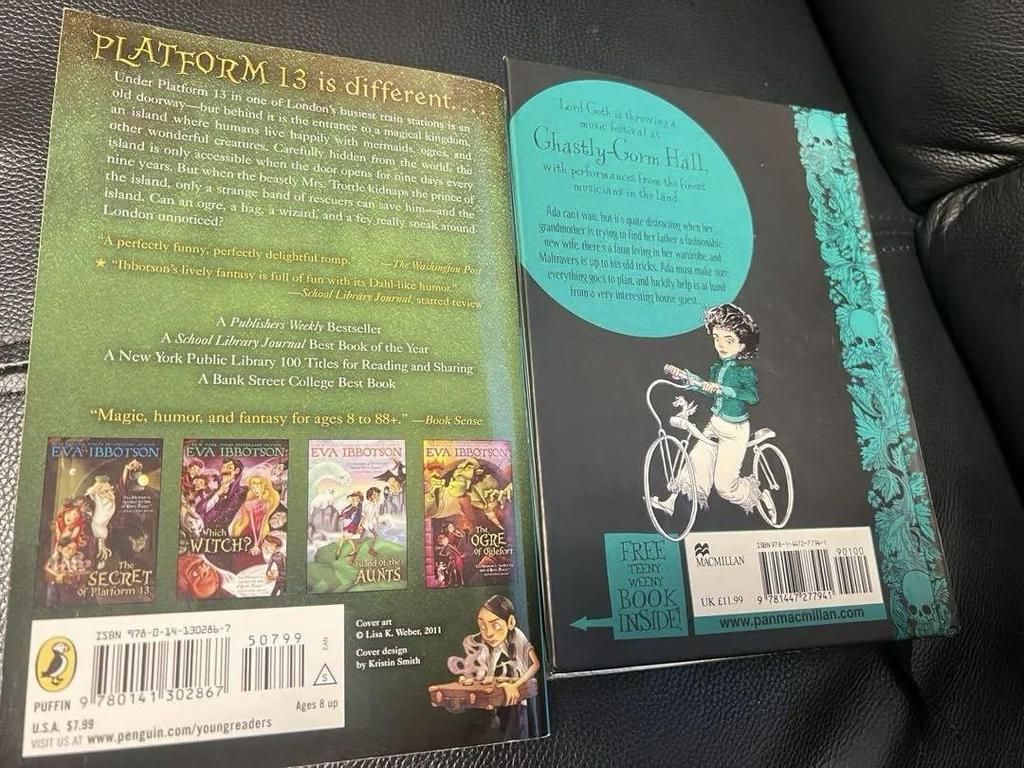 PLATFORM 13 is different. . .
Under Platform 13 in one of London's busiest train stations is an
old doorway—but behind it is the entrance to a magical kingdom,
an island where humans live happily with mermaids, ogres, and
other wonderful creatures. Carefully hidden from the world, the
island is only accessible when the door opens for nine days every
nine years. But when the beastly Mrs. Trottle kidnaps the prince of
the island, only a strange band of rescuers can save him—and the
island. Can an ogre, a hag, a wizard, and a fey really sneak around
London unnoticed?
"A perfectly funny, perfectly delightful romp." —The Washington Post
★ "Ibbotson's lively fantasy is full of fun with its Dahl-like humor."
—School Library Journal, starred review
A Publishers Weekly Bestseller
A School Library Journal Best Book of the Year
A New York Public Library 100 Titles for Reading and Sharing
A Bank Street College Best Book
"Magic, humor, and fantasy for ages 8 to 88+." —Book Sense
EVA IBBOTSON
The
SECRET
of Platform 13
EVA IBBOTSON
Which
WITCH?
EVA IBBOTSON
Island of the
AUNTS
EVA IBBOTSON
The
OGRE
of Oglefort
ISBN 978-0-14-130286-7
50799
EAN
PUFFIN
9 780141 302867
Ages 8 up
S
U.S.A. $7.99
VISIT US AT www.penguin.com/youngreaders
Cover art
© Lisa K. Weber, 2011
Cover design
by Kristin Smith
Lord Goth is throwing a
music festival at
Ghastly-Gorm Hall,
with performances from the finest
musicians in the land.
Ada can't wait, but it's quite distracting when her
grandmother is trying to find her father a fashionable
new wife, there's a faun living in her wardrobe, and
Maltravers is up to his old tricks. Ada must make sure
everything goes to plan, and luckily help is at hand
from a very interesting house guest . . .
FREE
TEENY
WEENY
BOOK
INSIDE!
MACMILLAN
UK £11.99
ISBN 978-1-4472-7794-1
90100
9 781447 277941
www.panmacmillan.com